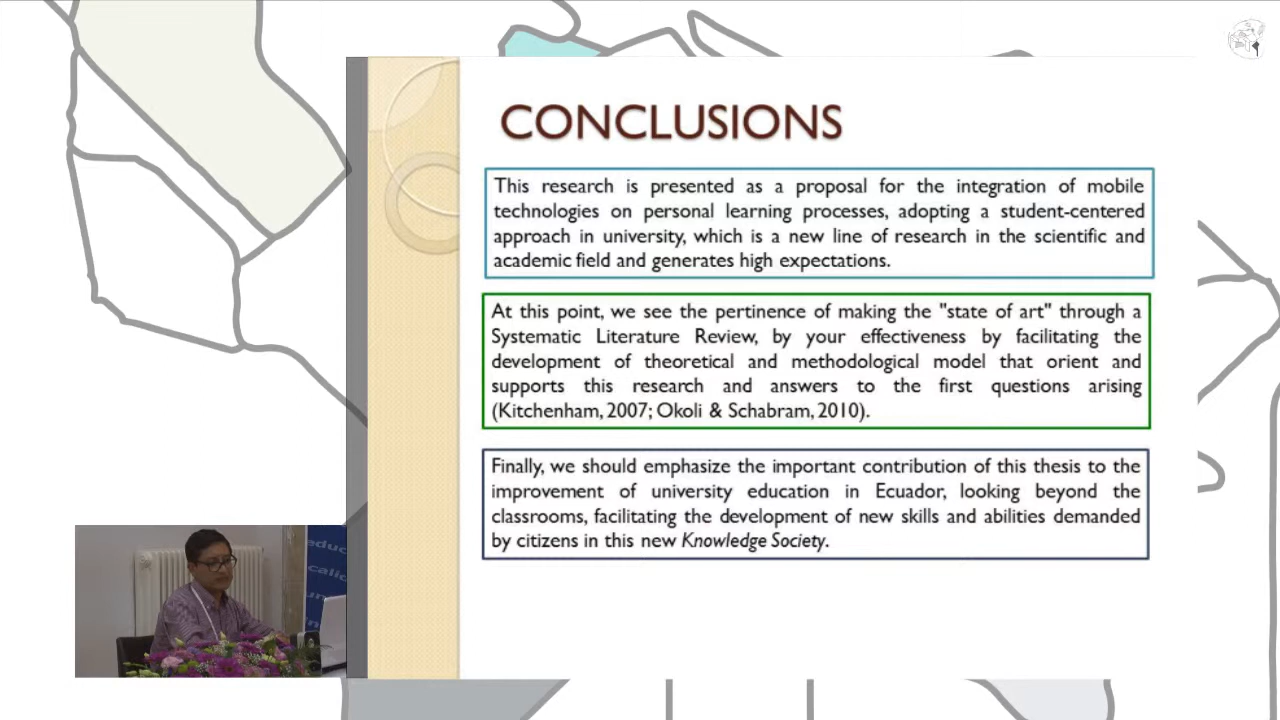 CONCLUSIONS
This research is presented as a proposal for the integration of mobile
technologies on personal learning processes, adopting a student-centered
approach in university, which is a new line of research in the scientific and
academic field and generates high expectations.
At this point, we see the pertinence of making the "state of art" through a
Systematic Literature Review, by your effectiveness by facilitating the
development of theoretical and methodological model that orient and
supports this research and answers to the first questions arising
(Kitchenham, 2007; Okoli & Schabram, 2010).
Finally, we should emphasize the important contribution of this thesis to the
improvement of university education in Ecuador, looking beyond the
classrooms, facilitating the development of new skills and abilities demanded
by citizens in this new Knowledge Society.
educ